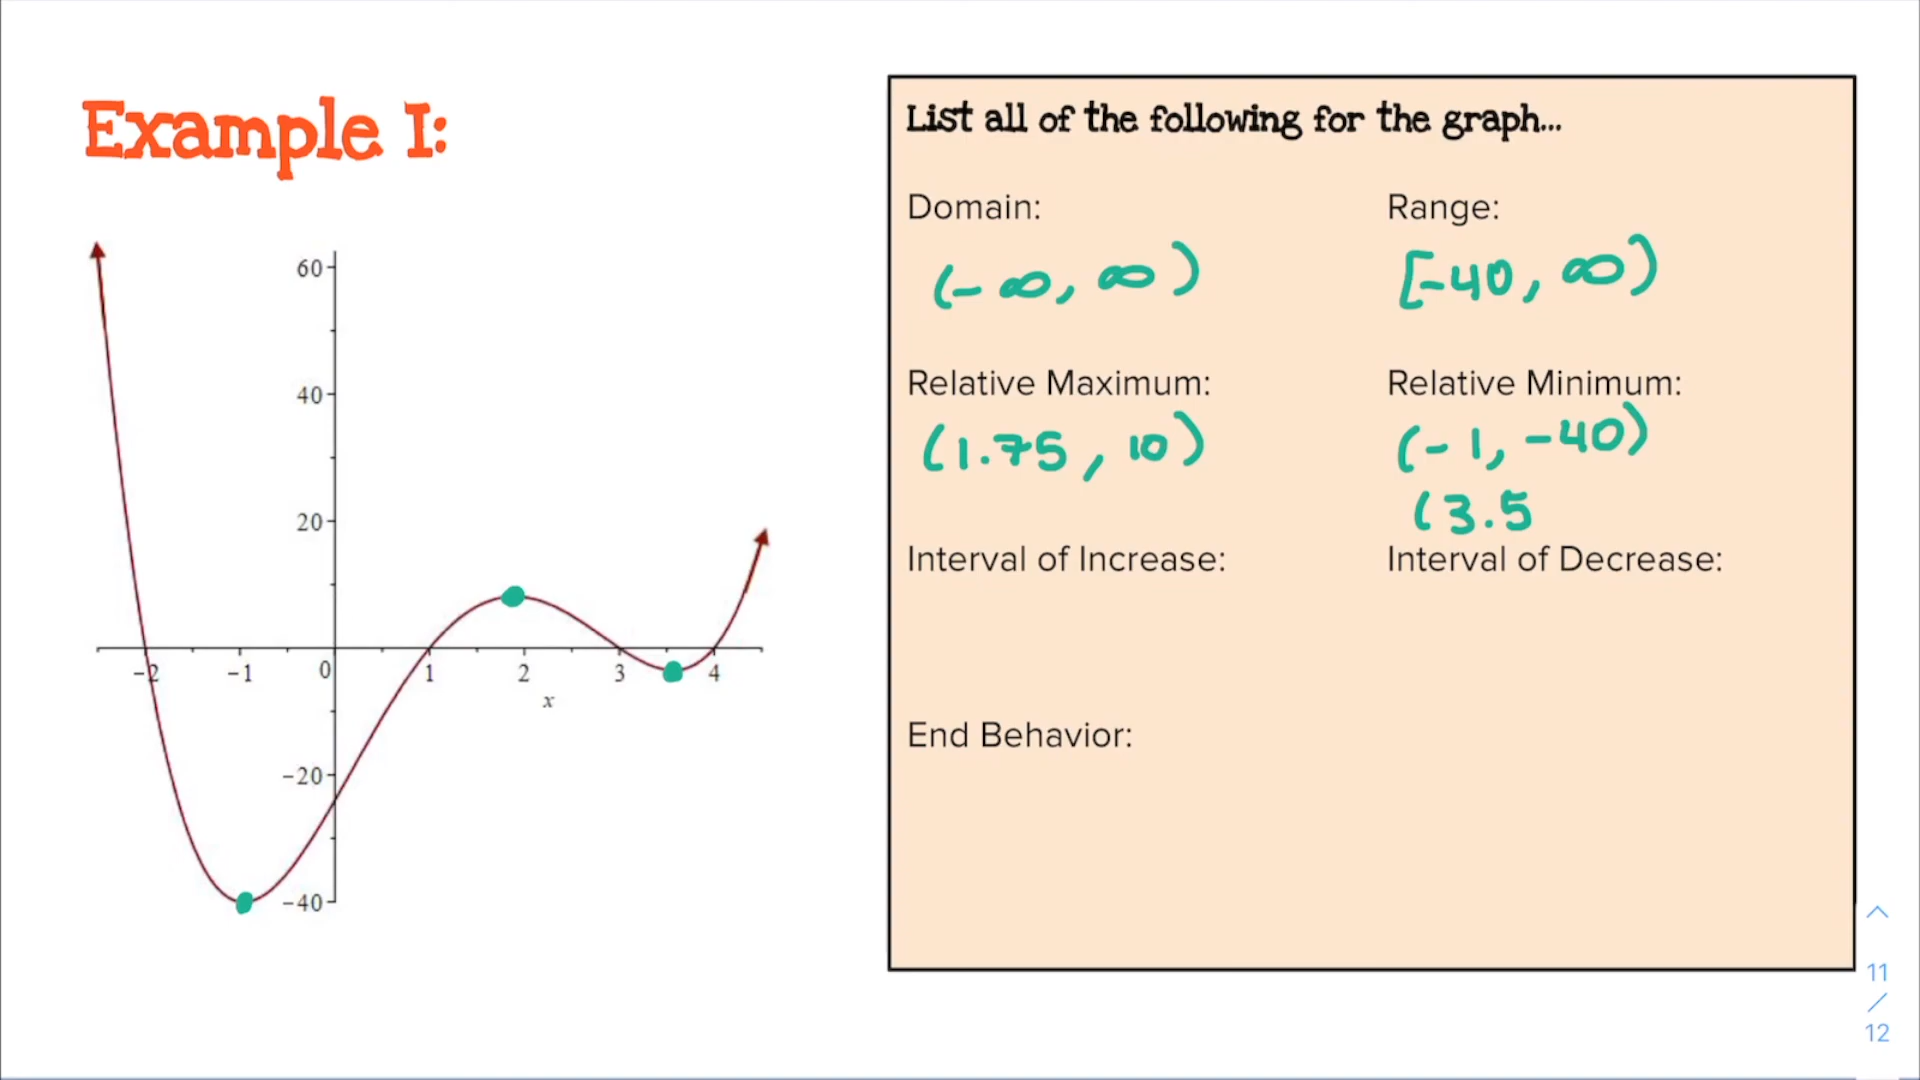 Example I:
60
40
20
-2 -1 0 1 2 3 4
x
-20
-40
List all of the following for the graph...
Domain: Range:
(-∞, ∞) [-40, ∞)
Relative Maximum: Relative Minimum:
(1.75, 10) (-1, -40)
(3.5
Interval of Increase: Interval of Decrease:
End Behavior:
11
/
12